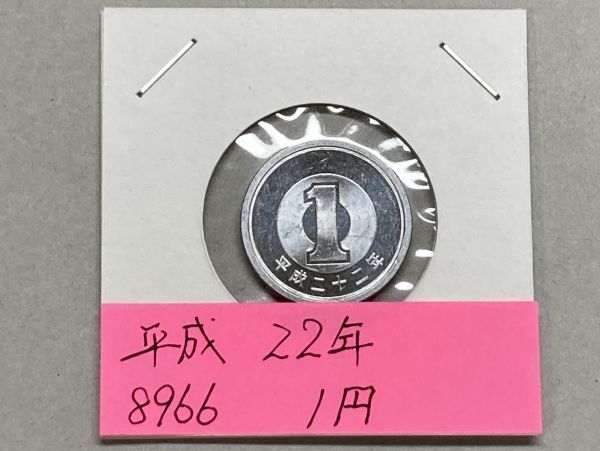 1
平成二十二年
平成 22年
8966 1円